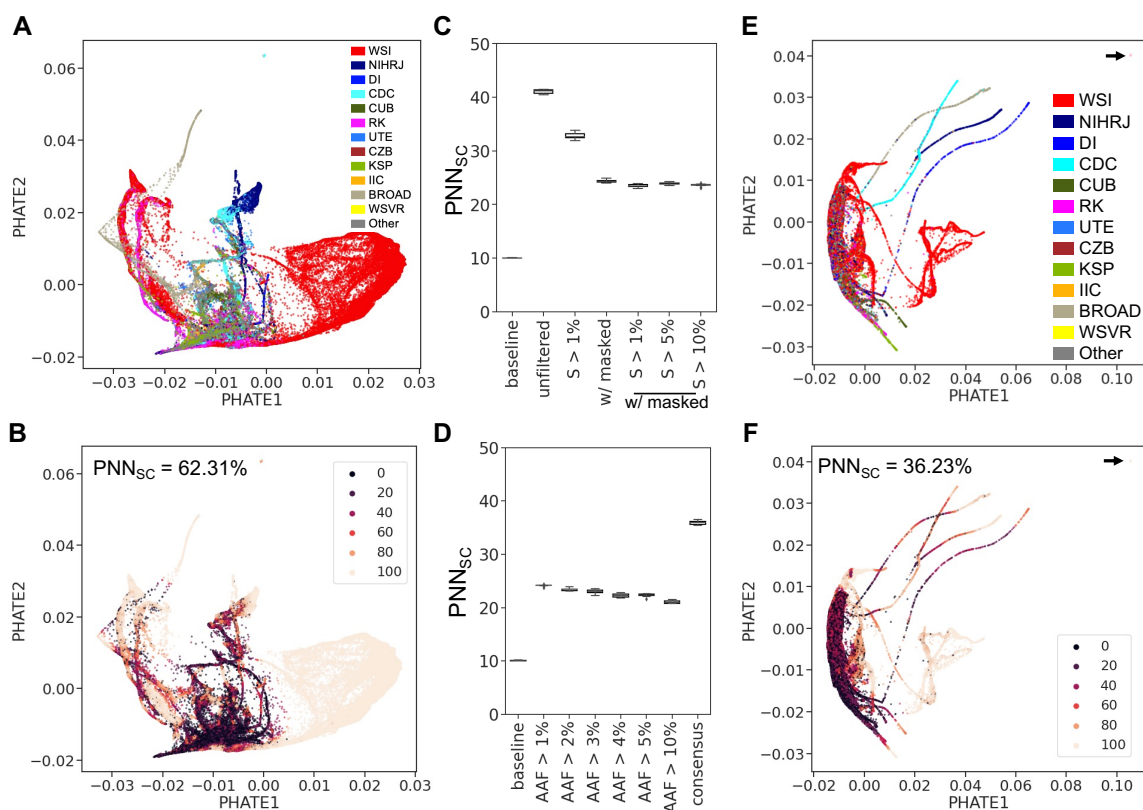 A
PHATE2
0.06
0.04
0.02
0.00
−0.02
−0.03
−0.02
−0.01
0.00
0.01
0.02
0.03
PHATE1
WSI
NIHRJ
DI
CDC
CUB
RK
UTE
CZB
KSP
IIC
BROAD
WSVR
Other
B
PNNSC = 62.31%
PHATE2
0.06
0.04
0.02
0.00
−0.02
−0.03
−0.02
−0.01
0.00
0.01
0.02
0.03
PHATE1
0
20
40
60
80
100
C
PNNSC
50
40
30
20
10
0
baseline
unfiltered
S > 1%
w/ masked
S > 1%
S > 5%
S > 10%
w/ masked
D
PNNSC
50
40
30
20
10
0
baseline
AAF > 1%
AAF > 2%
AAF > 3%
AAF > 4%
AAF > 5%
AAF > 10%
consensus
E
PHATE2
0.04
0.03
0.02
0.01
0.00
−0.01
−0.02
−0.03
−0.02
0.00
0.02
0.04
0.06
0.08
0.10
PHATE1
WSI
NIHRJ
DI
CDC
CUB
RK
UTE
CZB
KSP
IIC
BROAD
WSVR
Other
F
PNNSC = 36.23%
PHATE2
0.04
0.03
0.02
0.01
0.00
−0.01
−0.02
−0.03
−0.02
0.00
0.02
0.04
0.06
0.08
0.10
PHATE1
0
20
40
60
80
100